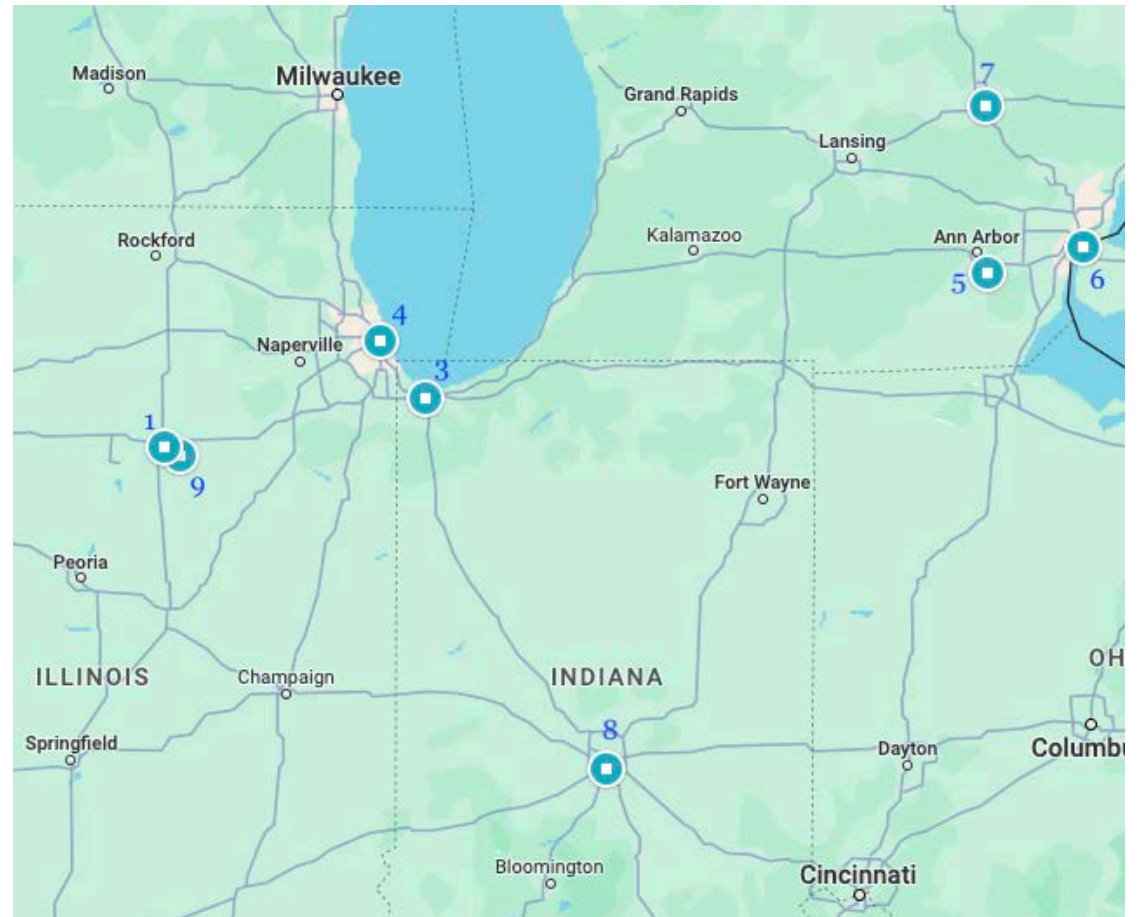 Madison
Milwaukee
7
Grand Rapids
Lansing
Rockford
Kalamazoo
Ann Arbor
5
6
4
Naperville
3
1
9
Fort Wayne
Peoria
ILLINOIS
Champaign
INDIANA
OH
8
Springfield
Dayton
Columbu
Bloomington
Cincinnati